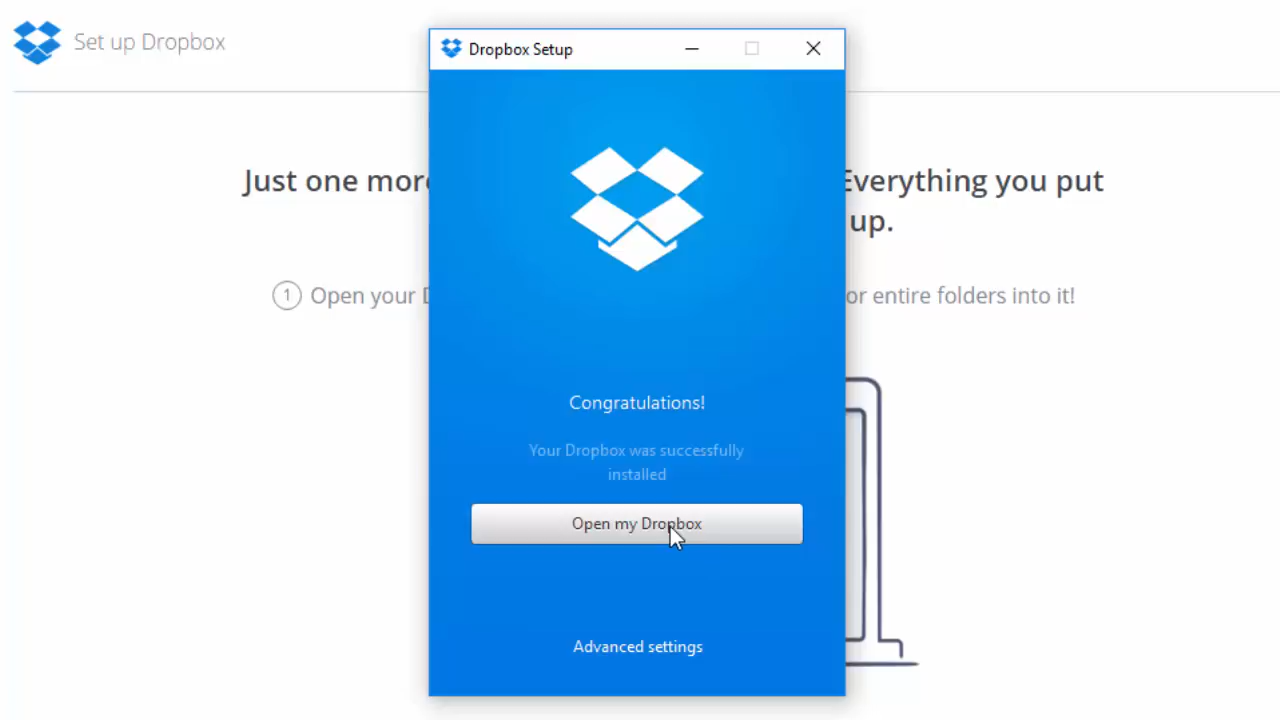 Set up Dropbox
Dropbox Setup
Just one more
Everything you put
up.
1 Open your
or entire folders into it!
Congratulations!
Your Dropbox was successfully
installed
Open my Dropbox
Advanced settings